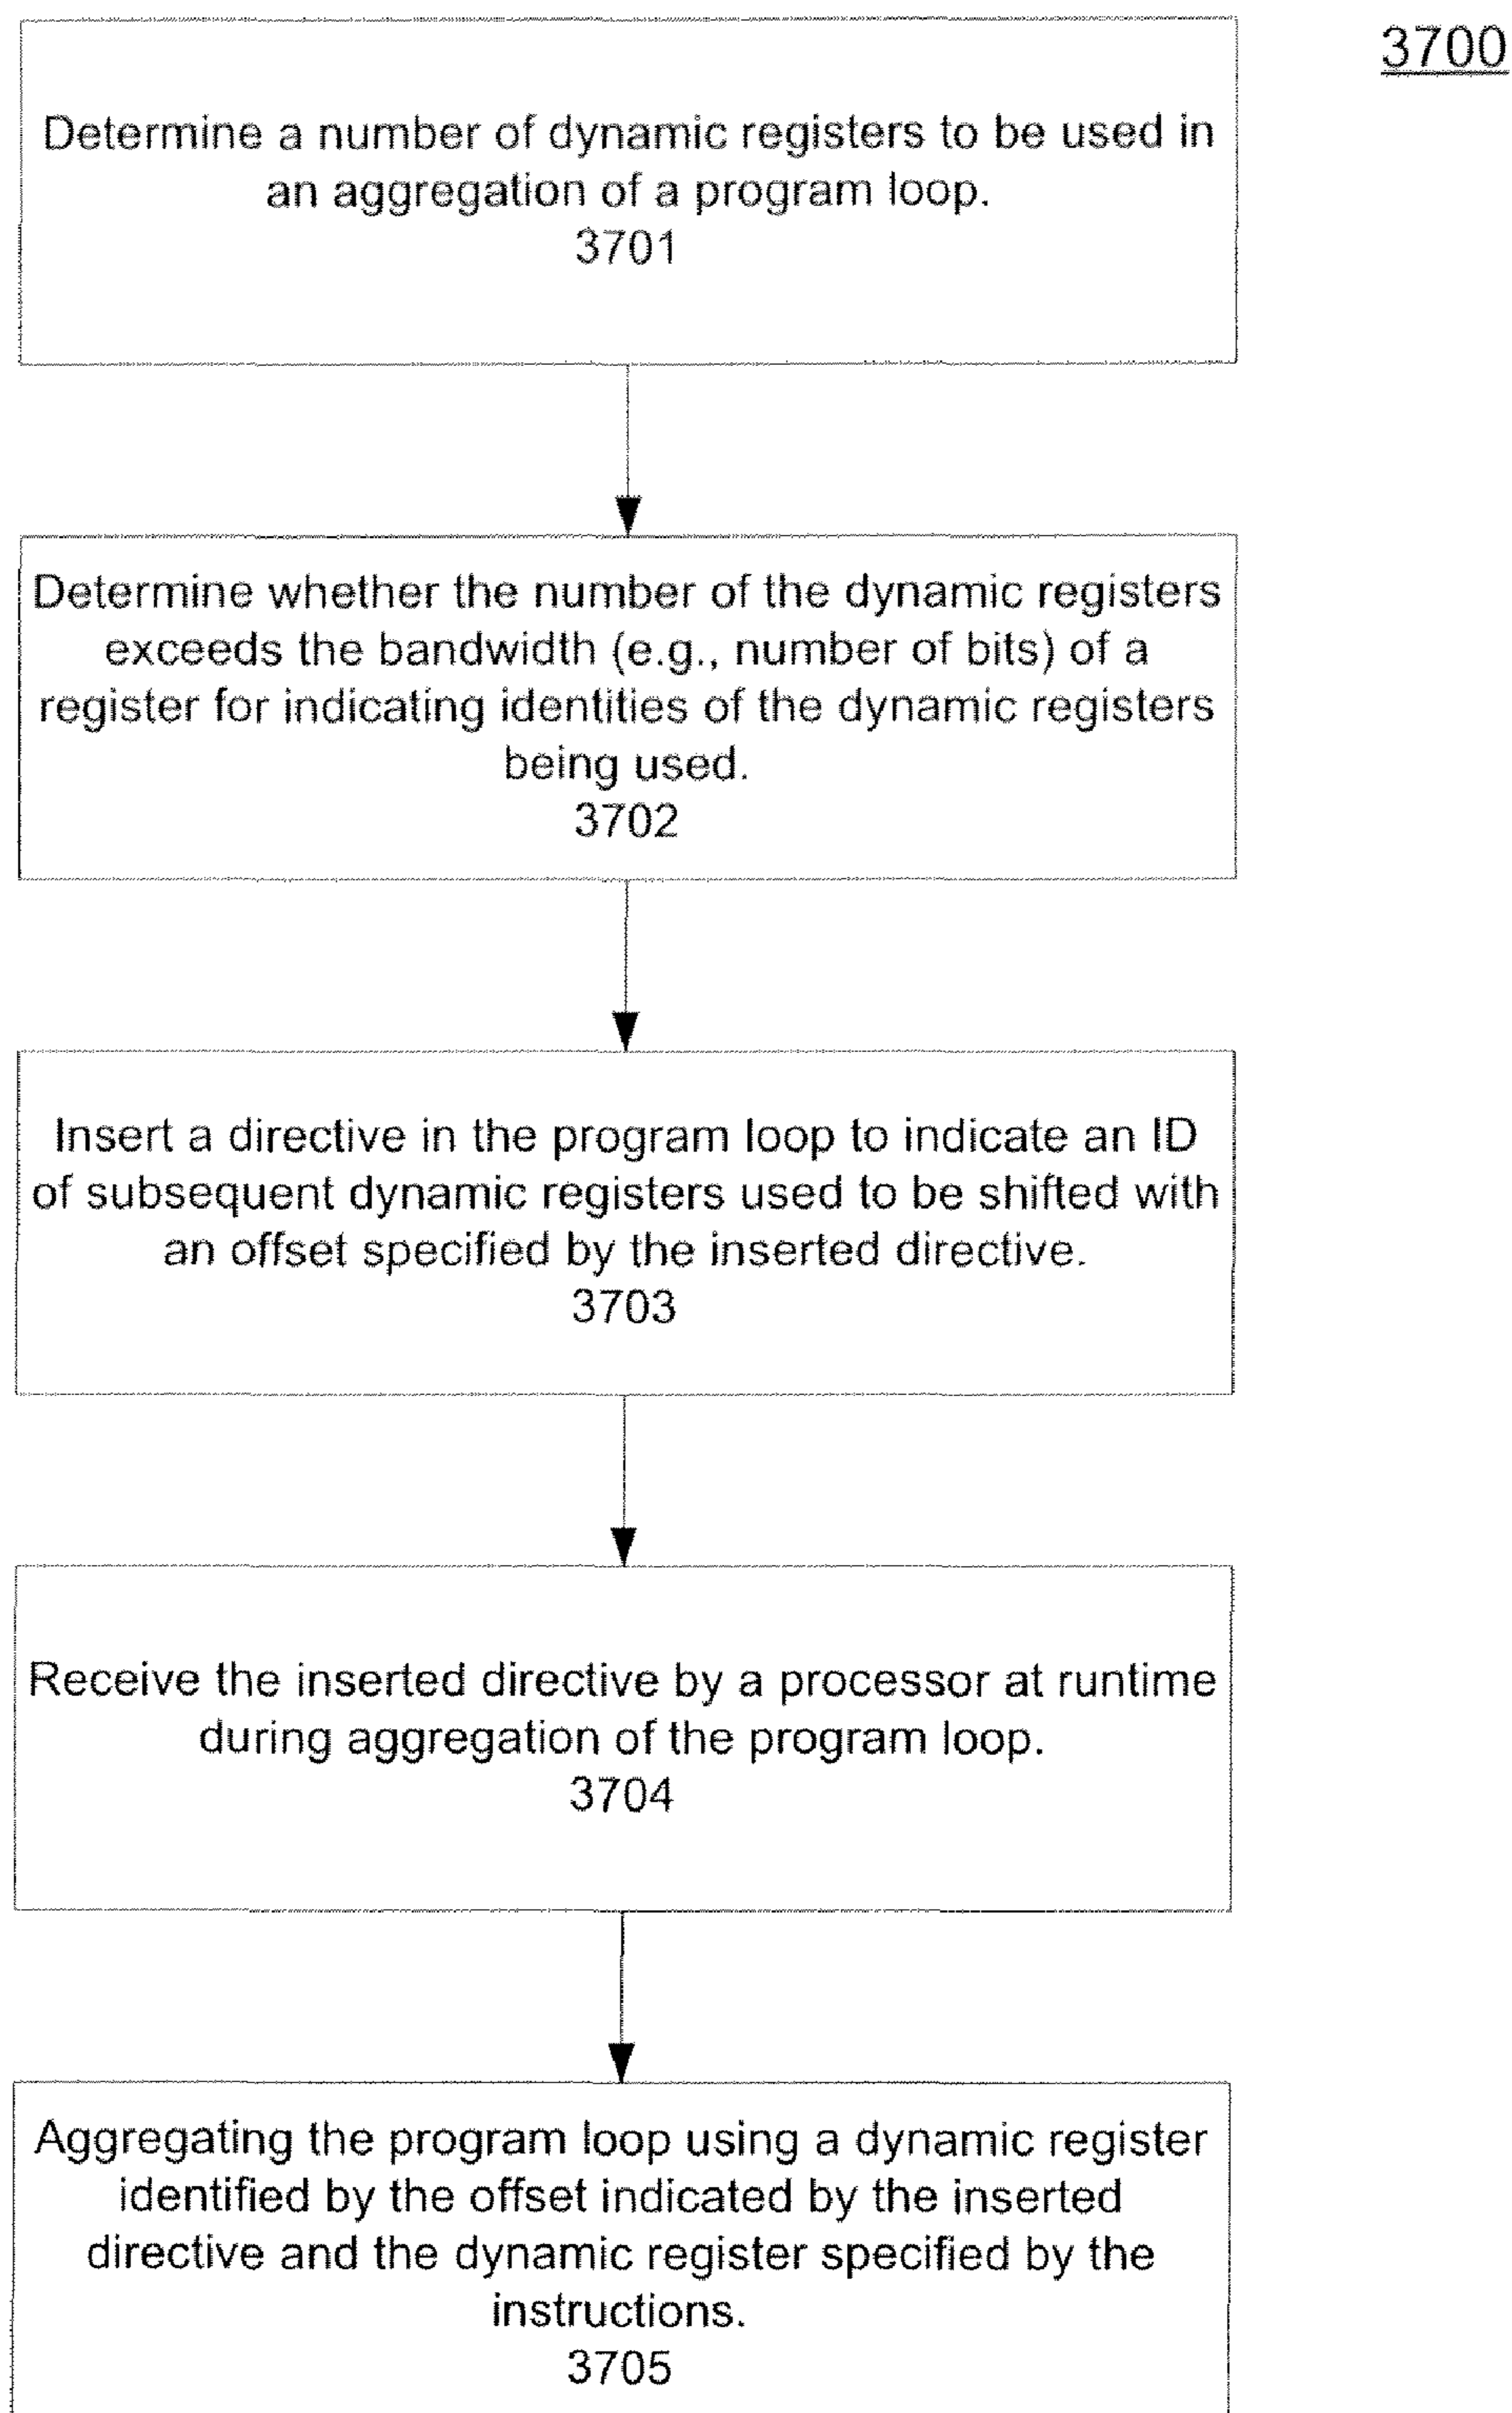 3700
Determine a number of dynamic registers to be used in
an aggregation of a program loop.
3701
Determine whether the number of the dynamic registers
exceeds the bandwidth (e.g., number of bits) of a
register for indicating identities of the dynamic registers
being used.
3702
Insert a directive in the program loop to indicate an ID
of subsequent dynamic registers used to be shifted with
an offset specified by the inserted directive.
3703
Receive the inserted directive by a processor at runtime
during aggregation of the program loop.
3704
Aggregating the program loop using a dynamic register
identified by the offset indicated by the inserted
directive and the dynamic register specified by the
instructions.
3705